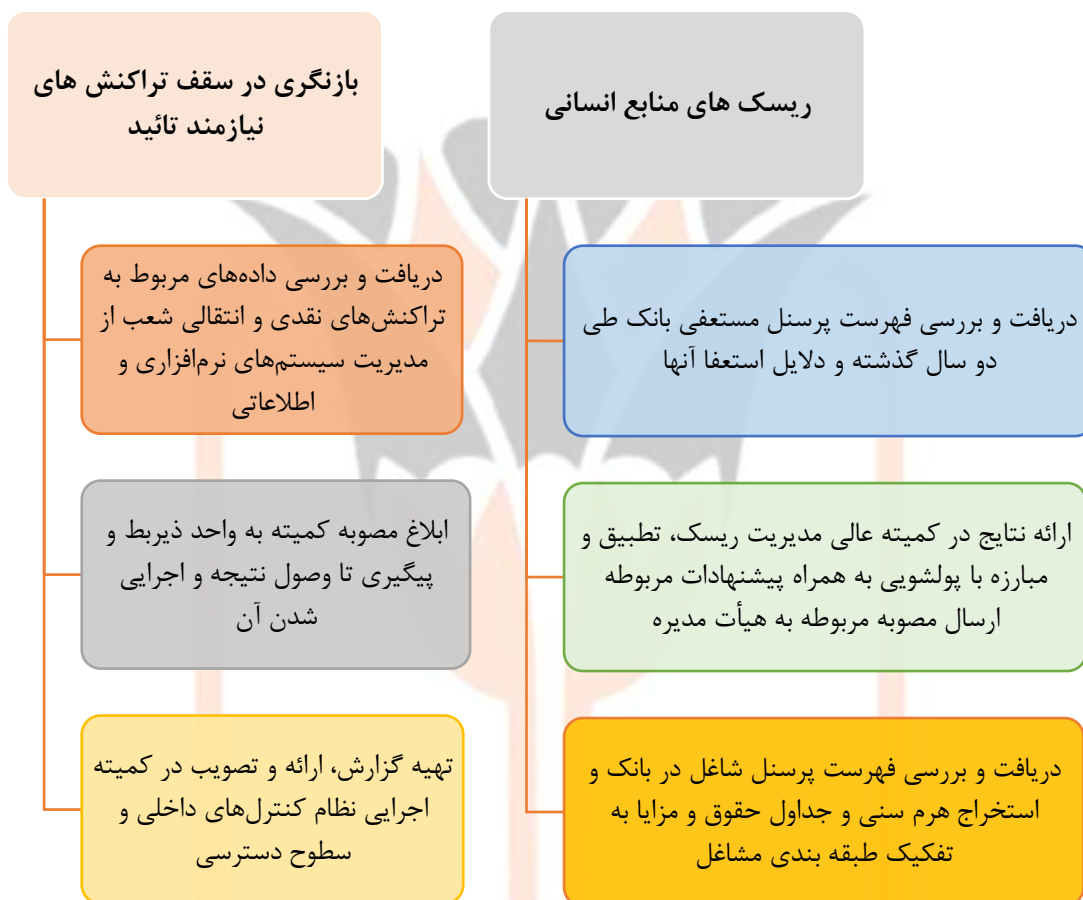 ریسک های منابع انسانی
دریافت و بررسی فهرست پرسنل مستعفی بانک طی
دو سال گذشته و دلایل استعفا آنها
ارائه نتایج در کمیته عالی مدیریت ریسک، تطبیق و
مبارزه با پولشویی به همراه پیشنهادات مربوطه
ارسال مصوبه مربوطه به هیأت مدیره
دریافت و بررسی فهرست پرسنل شاغل در بانک و
استخراج هرم سنی و جداول حقوق و مزایا به
تفکیک طبقه بندی مشاغل
بازنگری در سقف تراکنش های
نیازمند تائید
دریافت و بررسی داده‌های مربوط به
تراکنش‌های نقدی و انتقالی شعب از
مدیریت سیستم‌های نرم‌افزاری و
اطلاعاتی
ابلاغ مصوبه کمیته به واحد ذیربط و
پیگیری تا وصول نتیجه و اجرایی
شدن آن
تهیه گزارش، ارائه و تصویب در کمیته
اجرایی نظام کنترل‌های داخلی و
سطوح دسترسی